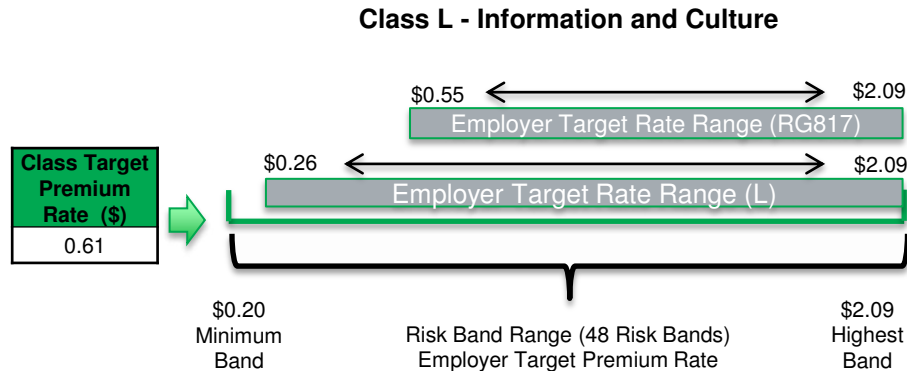 Class L - Information and Culture
$0.55
$2.09
Employer Target Rate Range (RG817)
$0.26
$2.09
Employer Target Rate Range (L)
Class Target
Premium
Rate ($)
0.61
$0.20
Minimum
Band
Risk Band Range (48 Risk Bands)
Employer Target Premium Rate
$2.09
Highest
Band